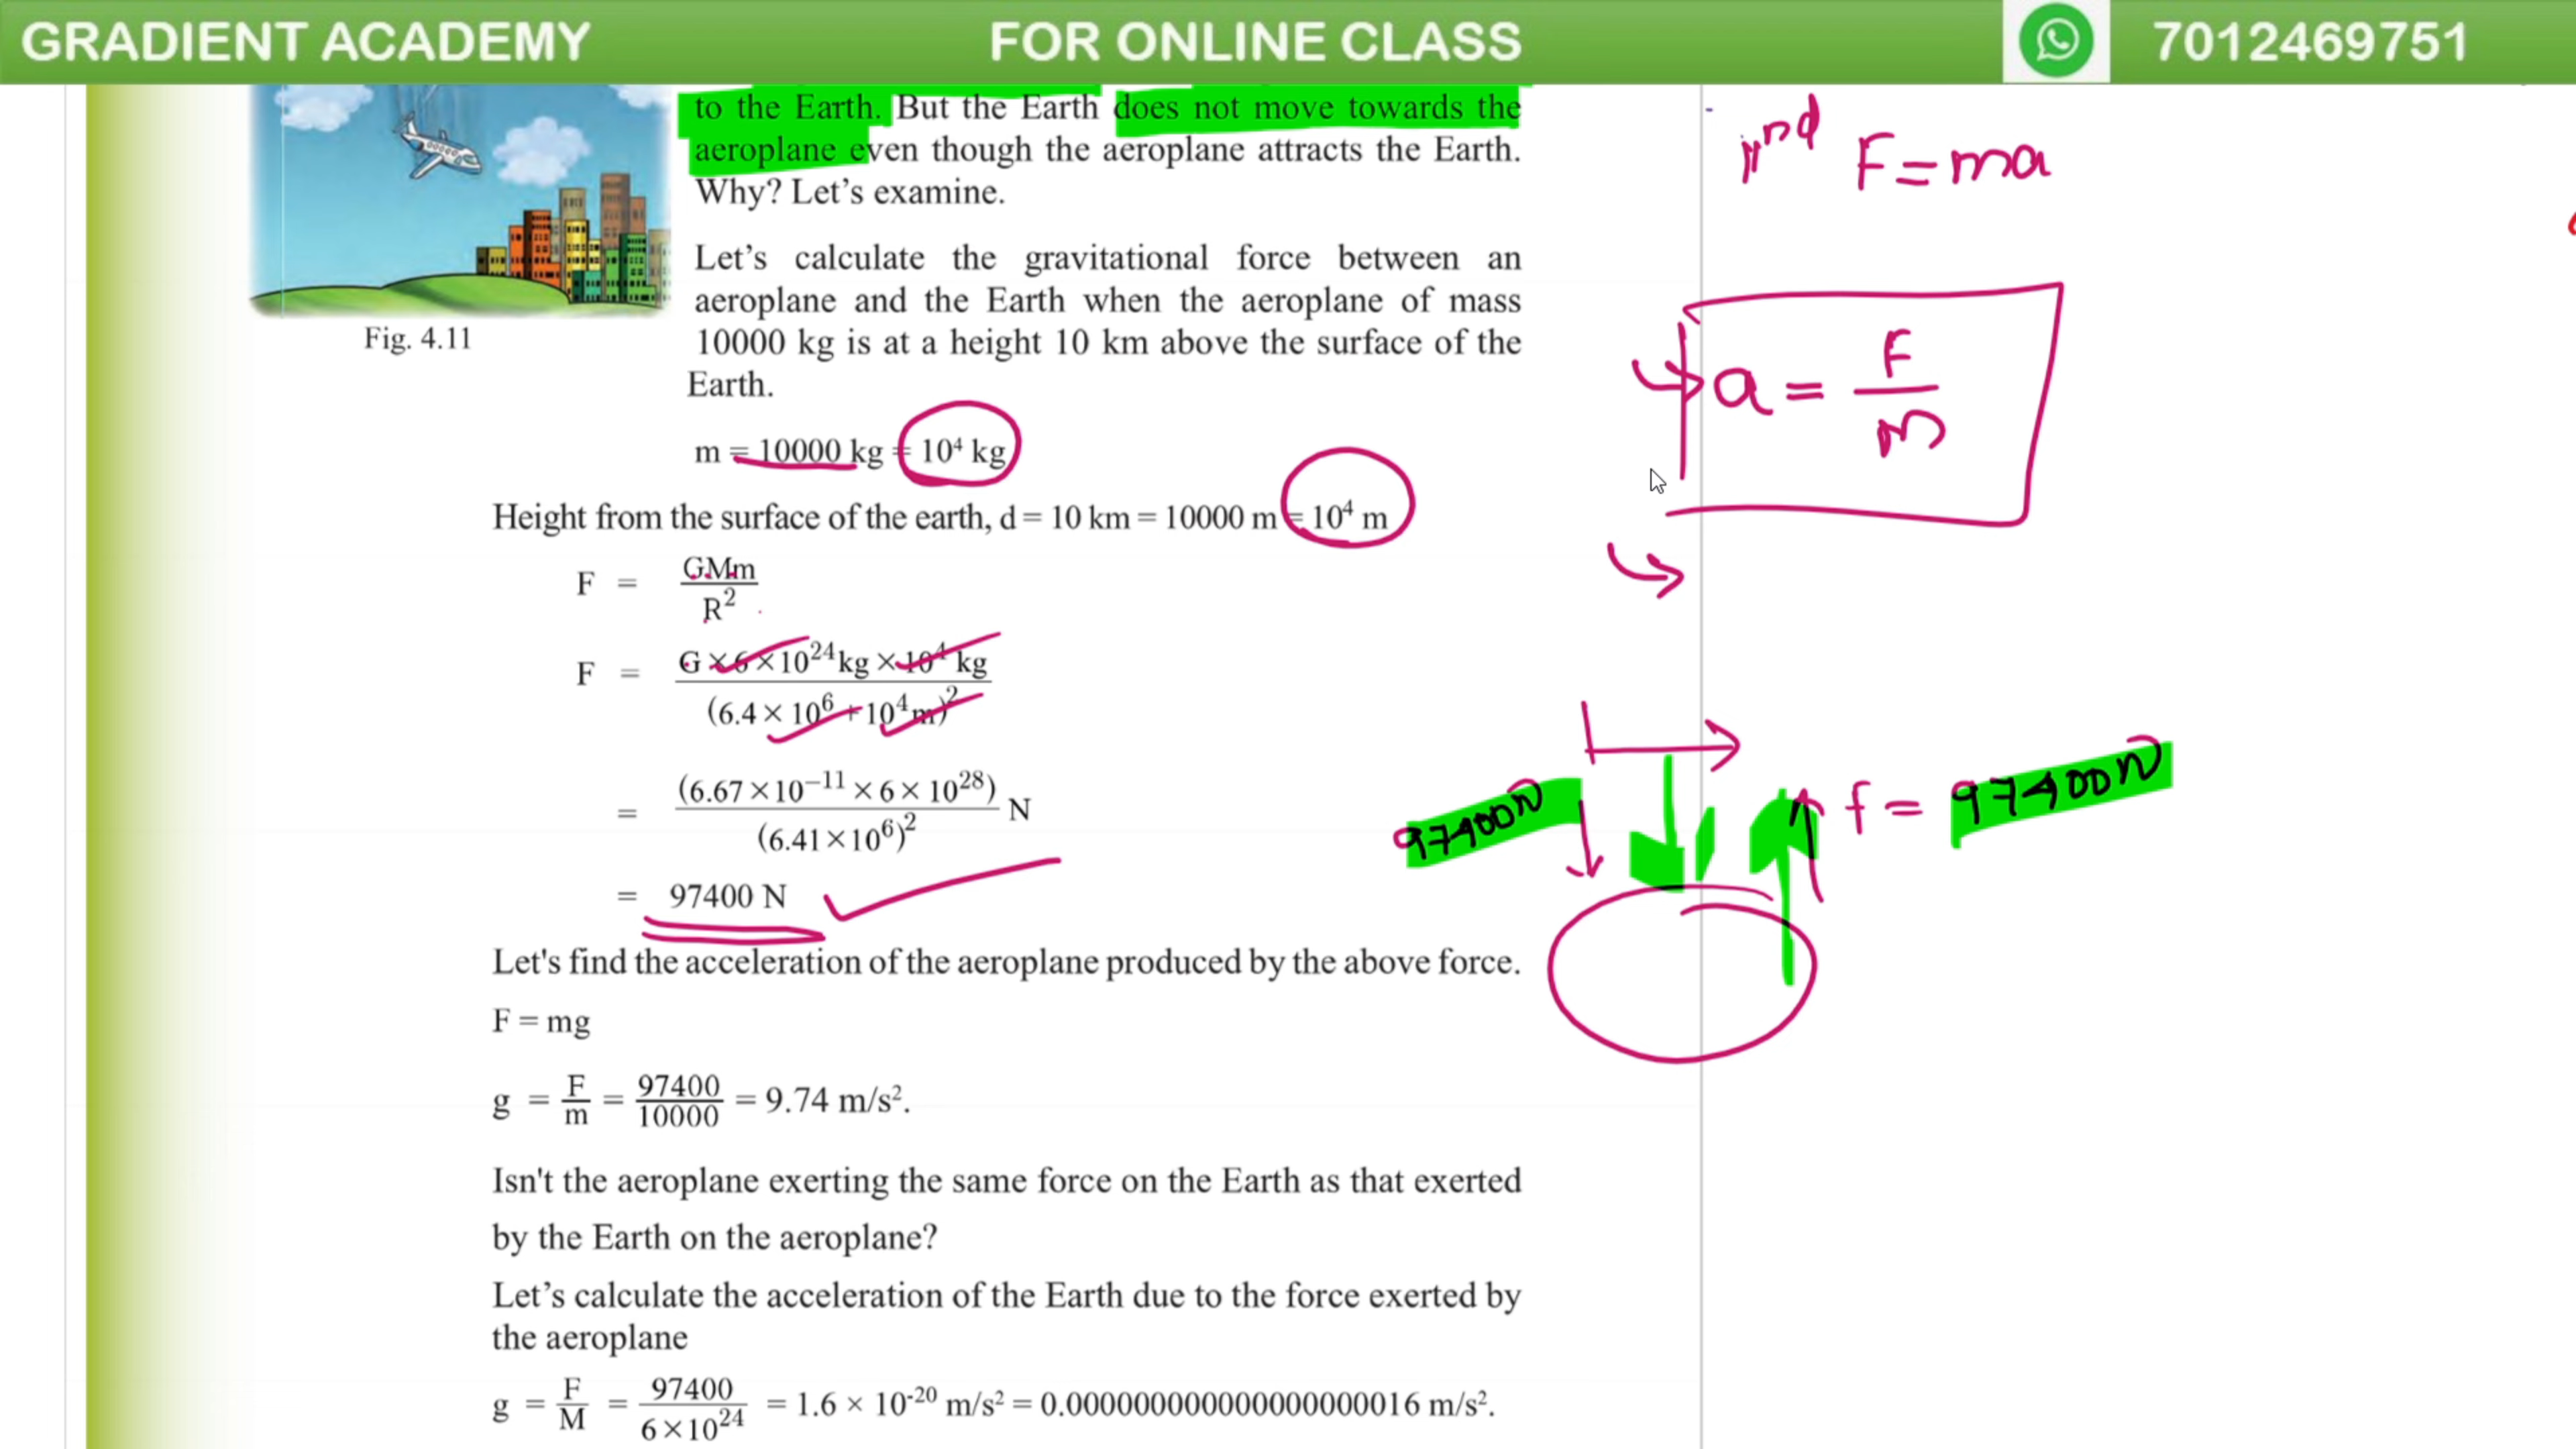 GRADIENT ACADEMY FOR ONLINE CLASS 7012469751
to the Earth. But the Earth does not move towards the
aeroplane even though the aeroplane attracts the Earth.
Why? Let’s examine.
Let’s calculate the gravitational force between an
aeroplane and the Earth when the aeroplane of mass
10000 kg is at a height 10 km above the surface of the
Earth.
Fig. 4.11
m = 10000 kg = 10⁴ kg
Height from the surface of the earth, d = 10 km = 10000 m = 10⁴ m
F = GMm / R²
F = G × 6 × 10²⁴ kg × 10⁴ kg / (6.4 × 10⁶ + 10⁴ m)²
= (6.67 × 10⁻¹¹ × 6 × 10²⁸) / (6.41 × 10⁶)² N
= 97400 N
Let's find the acceleration of the aeroplane produced by the above force.
F = mg
g = F/m = 97400/10000 = 9.74 m/s².
Isn't the aeroplane exerting the same force on the Earth as that exerted
by the Earth on the aeroplane?
Let’s calculate the acceleration of the Earth due to the force exerted by
the aeroplane
g = F/M = 97400/6 × 10²⁴ = 1.6 × 10⁻²⁰ m/s² = 0.000000000000000000016 m/s².
IInd F = ma
a = F/m
97400N
f = 97400N